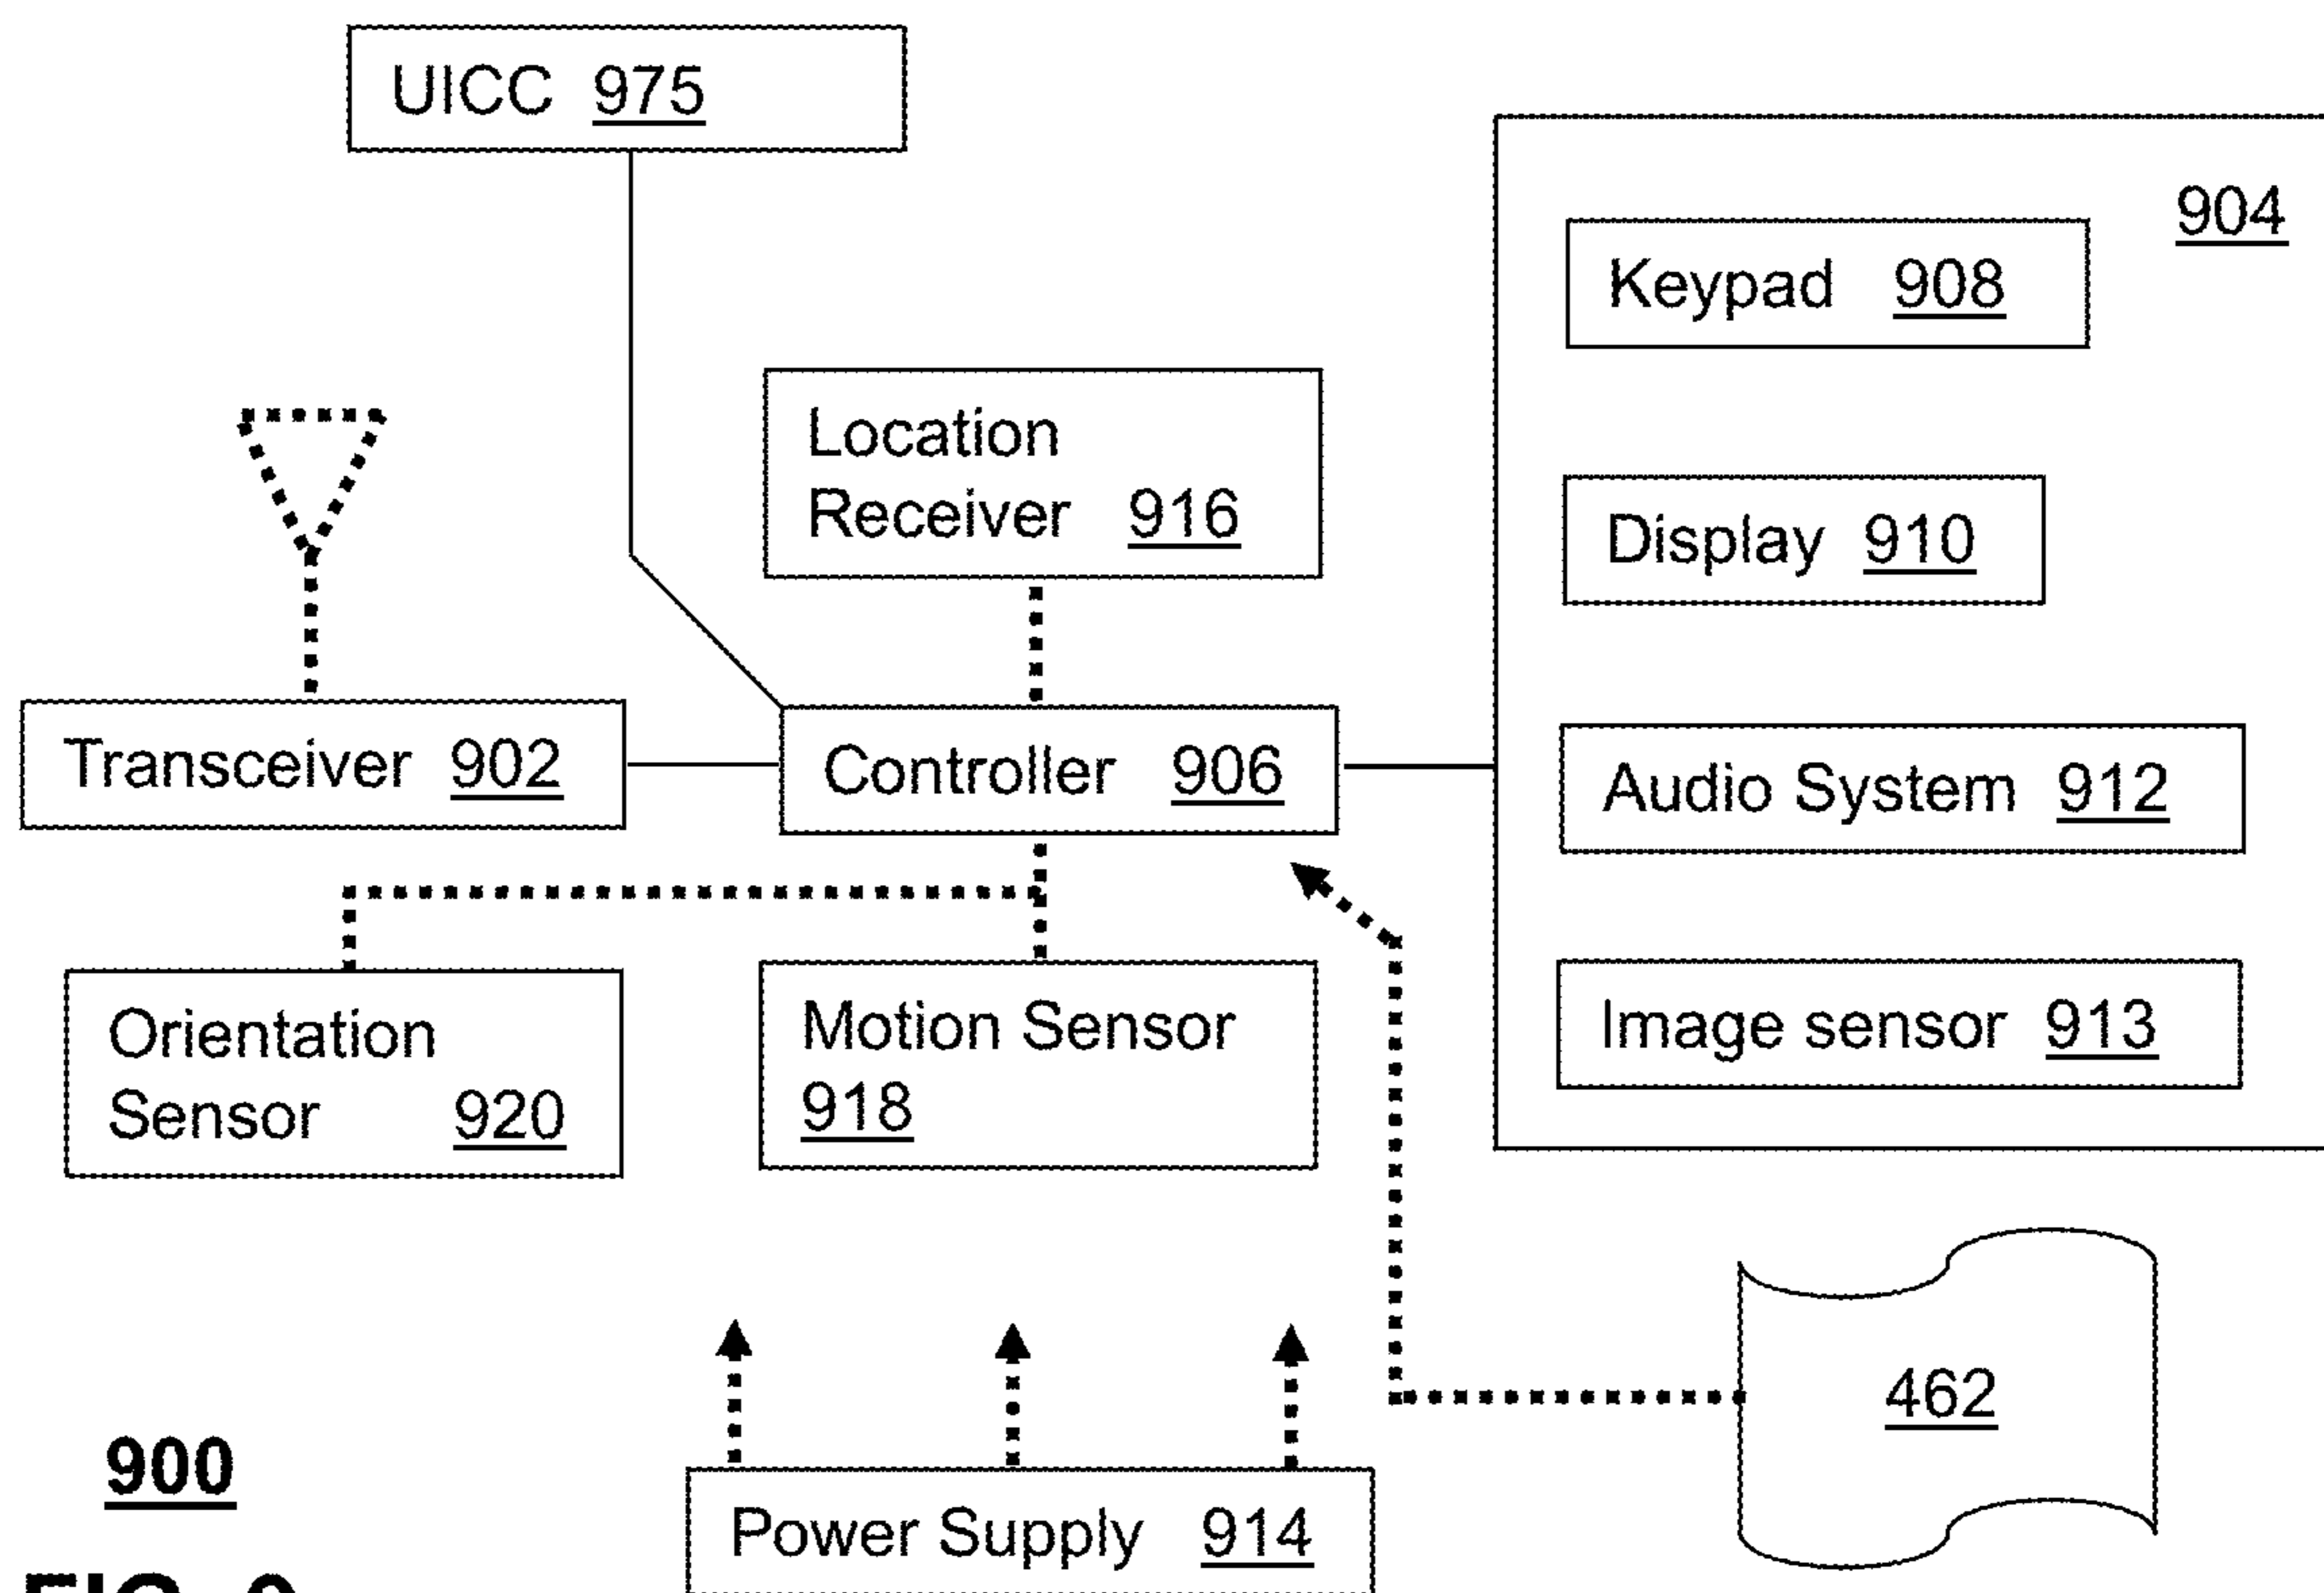 UICC 975
904
Keypad 908
Location
Receiver 916
Display 910
Transceiver 902
Controller 906
Audio System 912
Orientation
Sensor 920
Motion Sensor
918
Image sensor 913
462
900
Power Supply 914